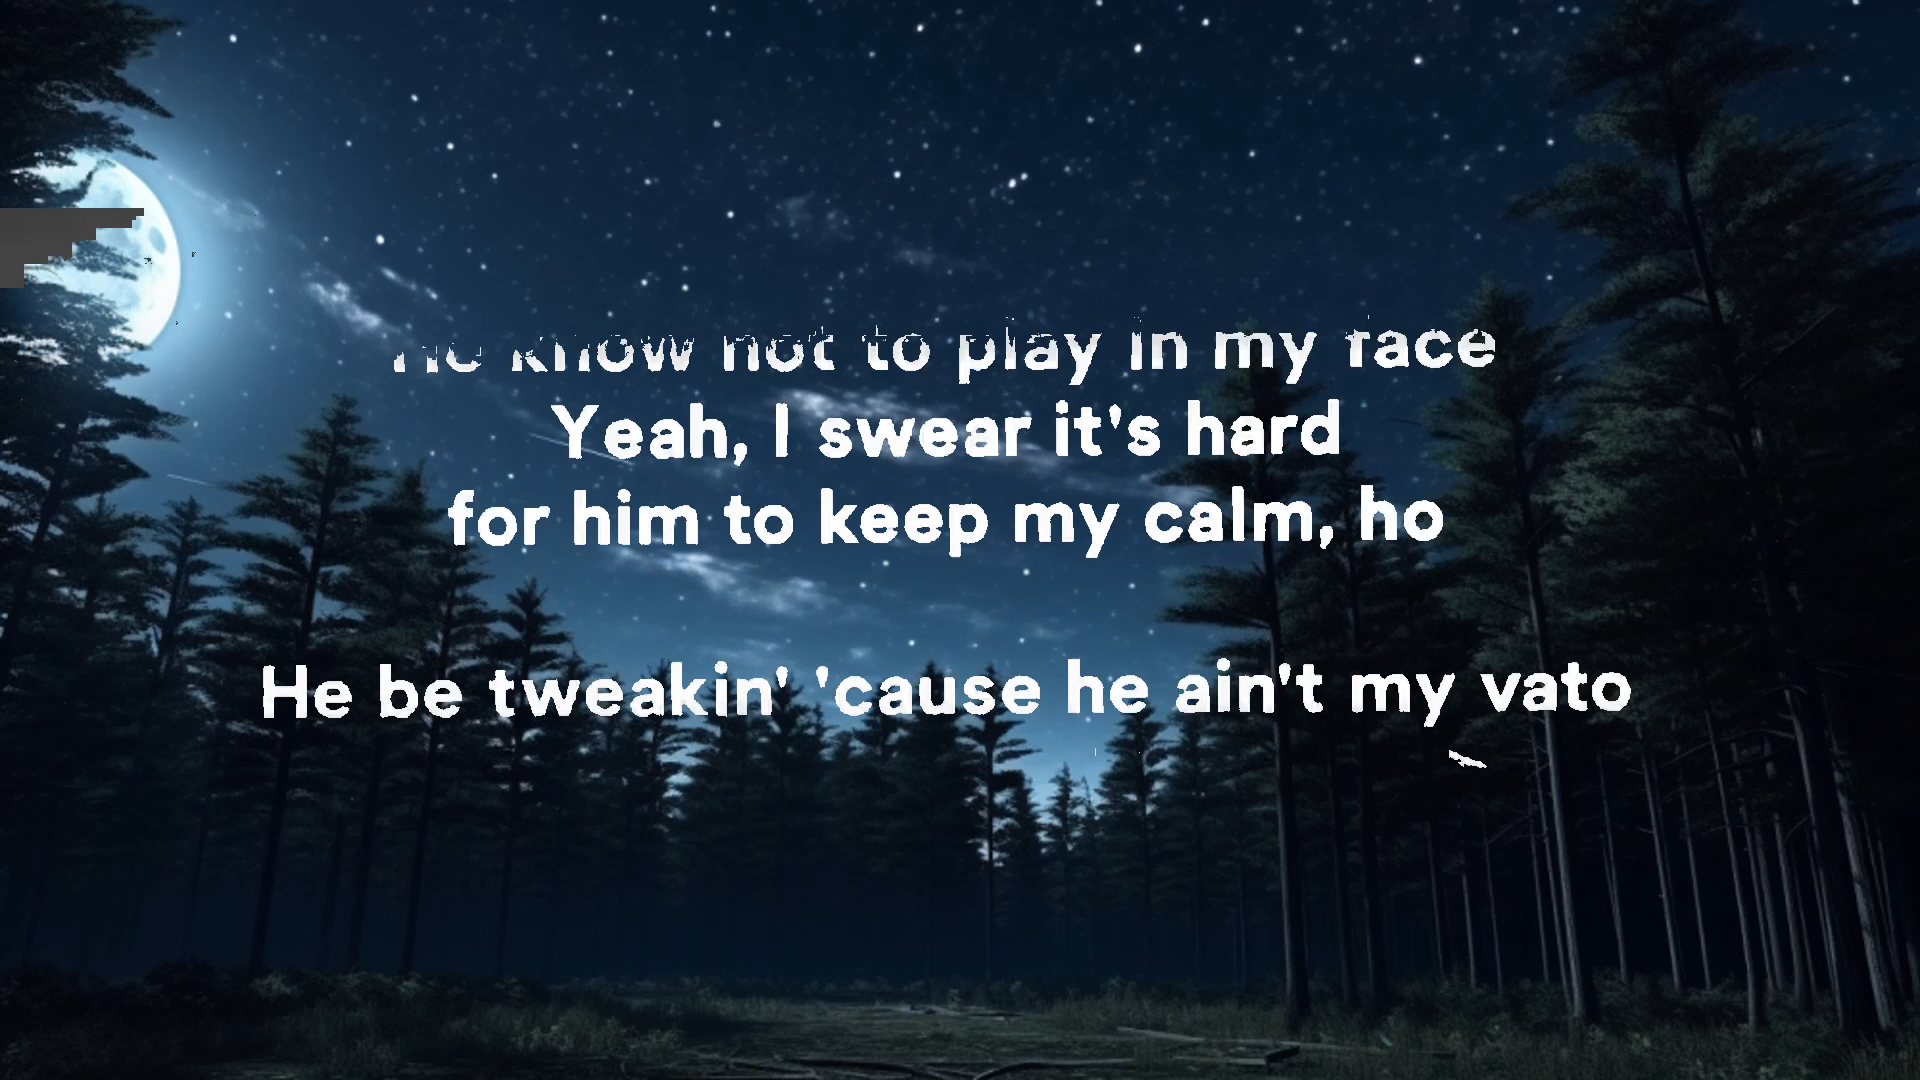 know not to play in my face
Yeah, I swear it's hard
for him to keep my calm, ho
He be tweakin' 'cause he ain't my vato